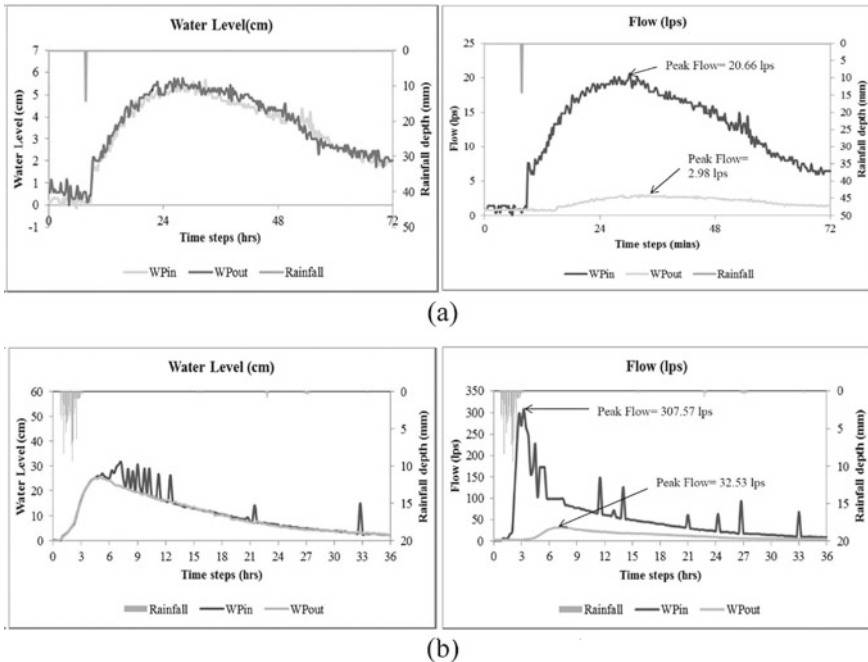 Water Level(cm)
7
6
5
4
3
2
1
0
-1
0
10
20
30
40
50
0
24
48
72
Water Level (cm)
Rainfall depth (mm)
Time steps (hrs)
WPin
WPout
Rainfall
Flow (lps)
25
20
15
10
5
0
0
5
10
15
20
25
30
35
40
45
50
0
24
48
72
Flow (lps)
Rainfall depth (mm)
Peak Flow= 20.66 lps
Peak Flow=
2.98 lps
Time steps (mins)
WPin
WPout
Rainfall
(a)
Water Level (cm)
60
50
40
30
20
10
0
0
5
10
15
20
0 3 6 9 12 15 18 21 24 27 30 33 36
Water Level (cm)
Rainfall depth (mm)
Time steps (hrs)
Rainfall
WPin
WPout
Flow (lps)
350
300
250
200
150
100
50
0
0
5
10
15
20
0 3 6 9 12 15 18 21 24 27 30 33 36
Flow (lps)
Rainfall depth (mm)
Peak Flow= 307.57 lps
Peak Flow= 32.53 lps
Time steps (hrs)
Rainfall
WPin
WPout
(b)